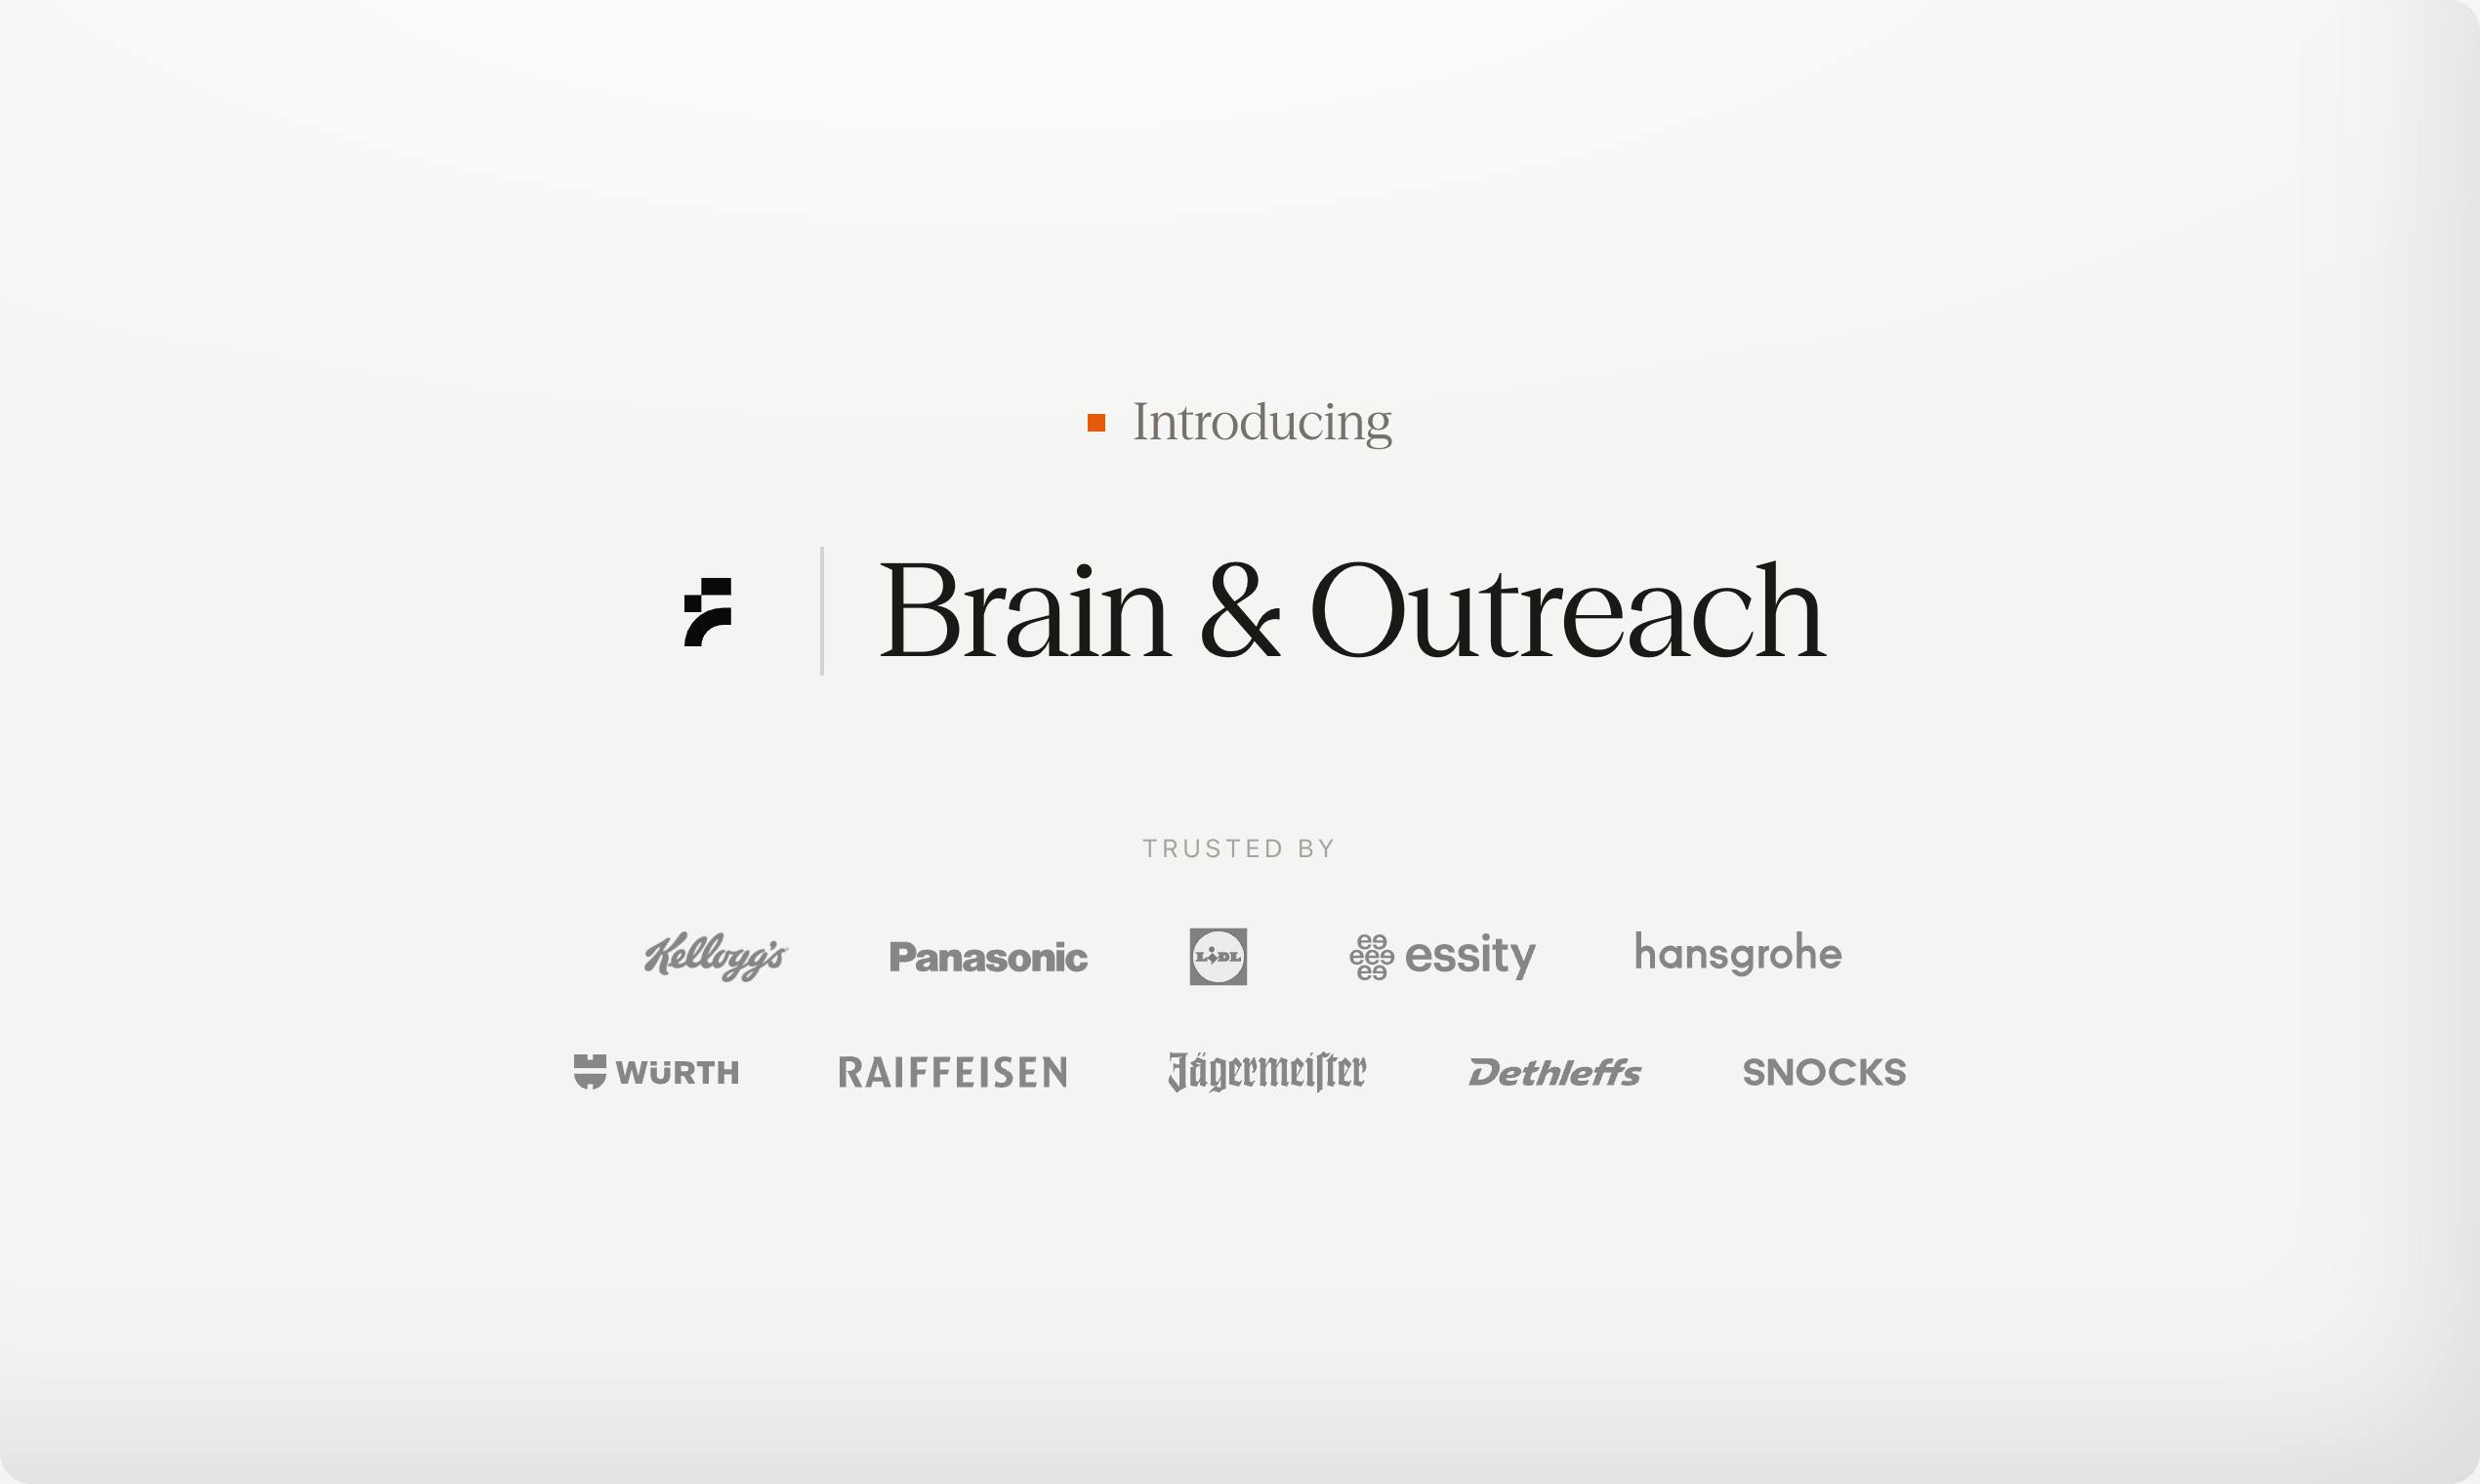 Introducing
Brain & Outreach
TRUSTED BY
Kellogg's Panasonic LIDL essity hansgrohe
WÜRTH RAIFFEISEN Jägermeister Dethleffs SNOCKS